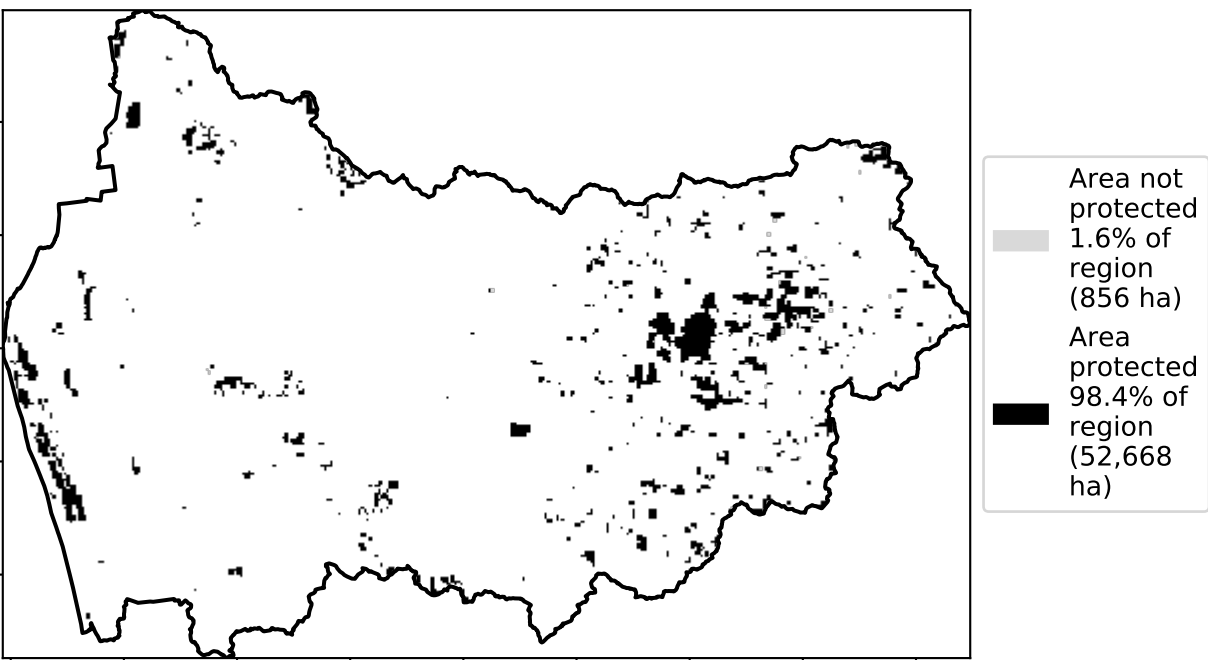 Area not
protected
1.6% of
region
(856 ha)
Area
protected
98.4% of
region
(52,668
ha)